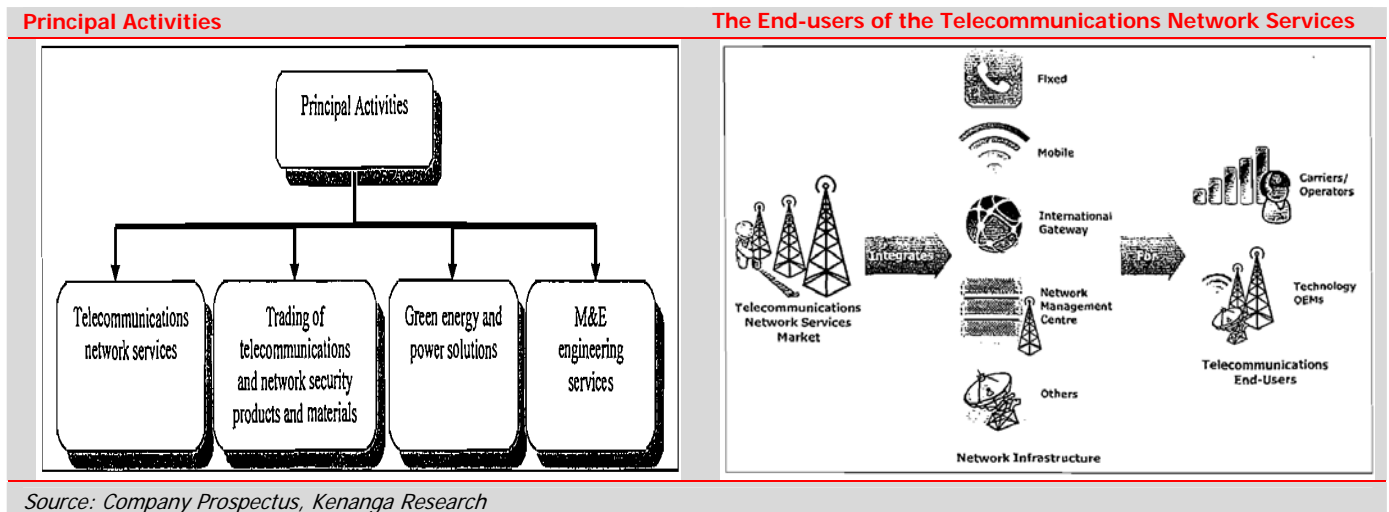 Principal Activities
The End-users of the Telecommunications Network Services
Principal Activities
Telecommunications
network services
Trading of
telecommunications
and network security
products and materials
Green energy and
power solutions
M&E
engineering
services
Telecommunications
Network Services
Market
Integrates
Fixed
Mobile
International
Gateway
Network
Management
Centre
Others
Network Infrastructure
For
Carriers/
Operators
Technology
OEMs
Telecommunications
End-Users
Source: Company Prospectus, Kenanga Research